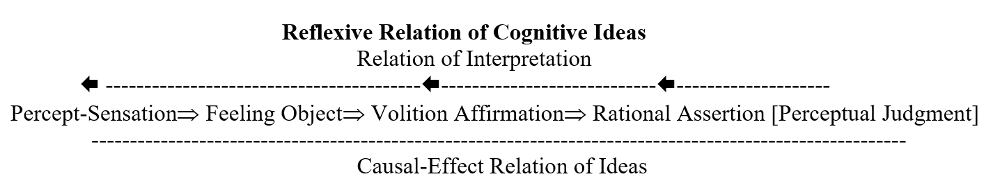 Reflexive Relation of Cognitive Ideas
Relation of Interpretation
🡄 -----------------------------------------🡄----------------------------🡄--------------------
Percept-Sensation⇒ Feeling Object⇒ Volition Affirmation⇒ Rational Assertion [Perceptual Judgment]
----------------------------------------------------------------------------------------------------------
Causal-Effect Relation of Ideas